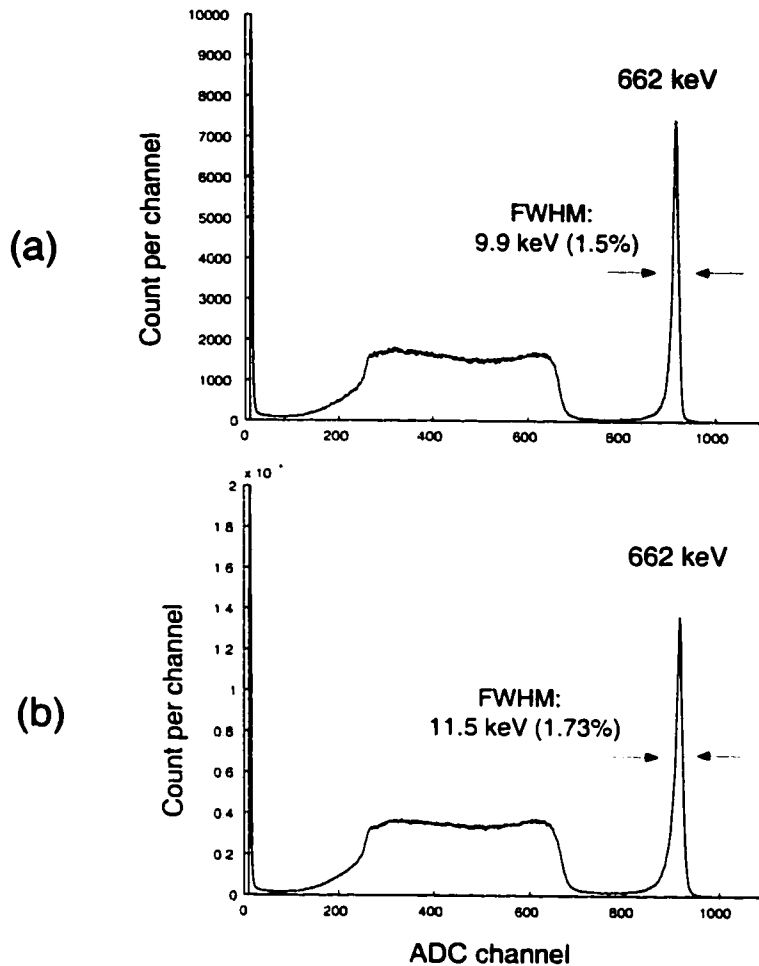 (a)
Count per channel
10000
9000
8000
7000
6000
5000
4000
3000
2000
1000
0
662 keV
FWHM:
9.9 keV (1.5%)
0 200 400 600 800 1000
(b)
Count per channel
x 10
2
1 8
1 6
1 4
1 2
1
0 8
0 6
0 4
0 2
0
662 keV
FWHM:
11.5 keV (1.73%)
0 200 400 600 800 1000
ADC channel